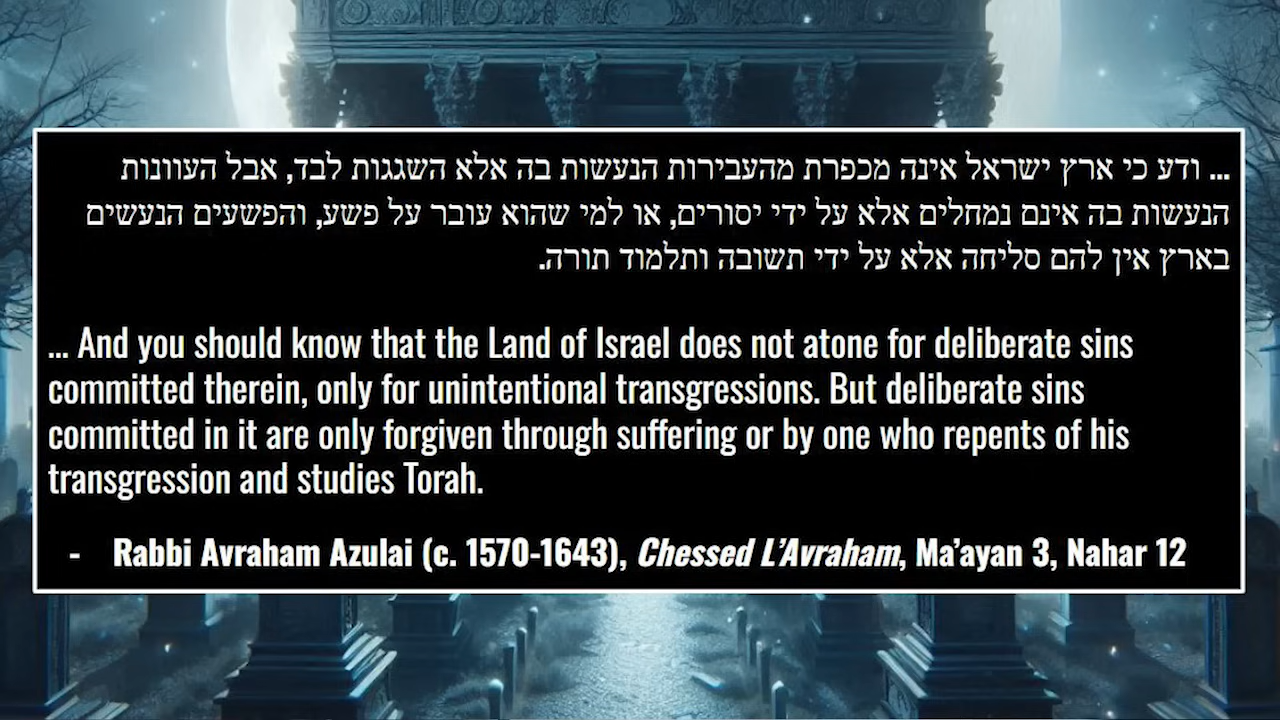 ... ודע כי ארץ ישראל אינה מכפרת מהעבירות הנעשות בה אלא השגגות לבד, אבל העוונות
הנעשות בה אינם נמחלים אלא על ידי יסורים, או למי שהוא עובר על פשע, והפשעים הנעשים
בארץ אין להם סליחה אלא על ידי תשובה ותלמוד תורה.
... And you should know that the Land of Israel does not atone for deliberate sins
committed therein, only for unintentional transgressions. But deliberate sins
committed in it are only forgiven through suffering or by one who repents of his
transgression and studies Torah.
- Rabbi Avraham Azulai (c. 1570-1643), Chessed L’Avraham, Ma’ayan 3, Nahar 12